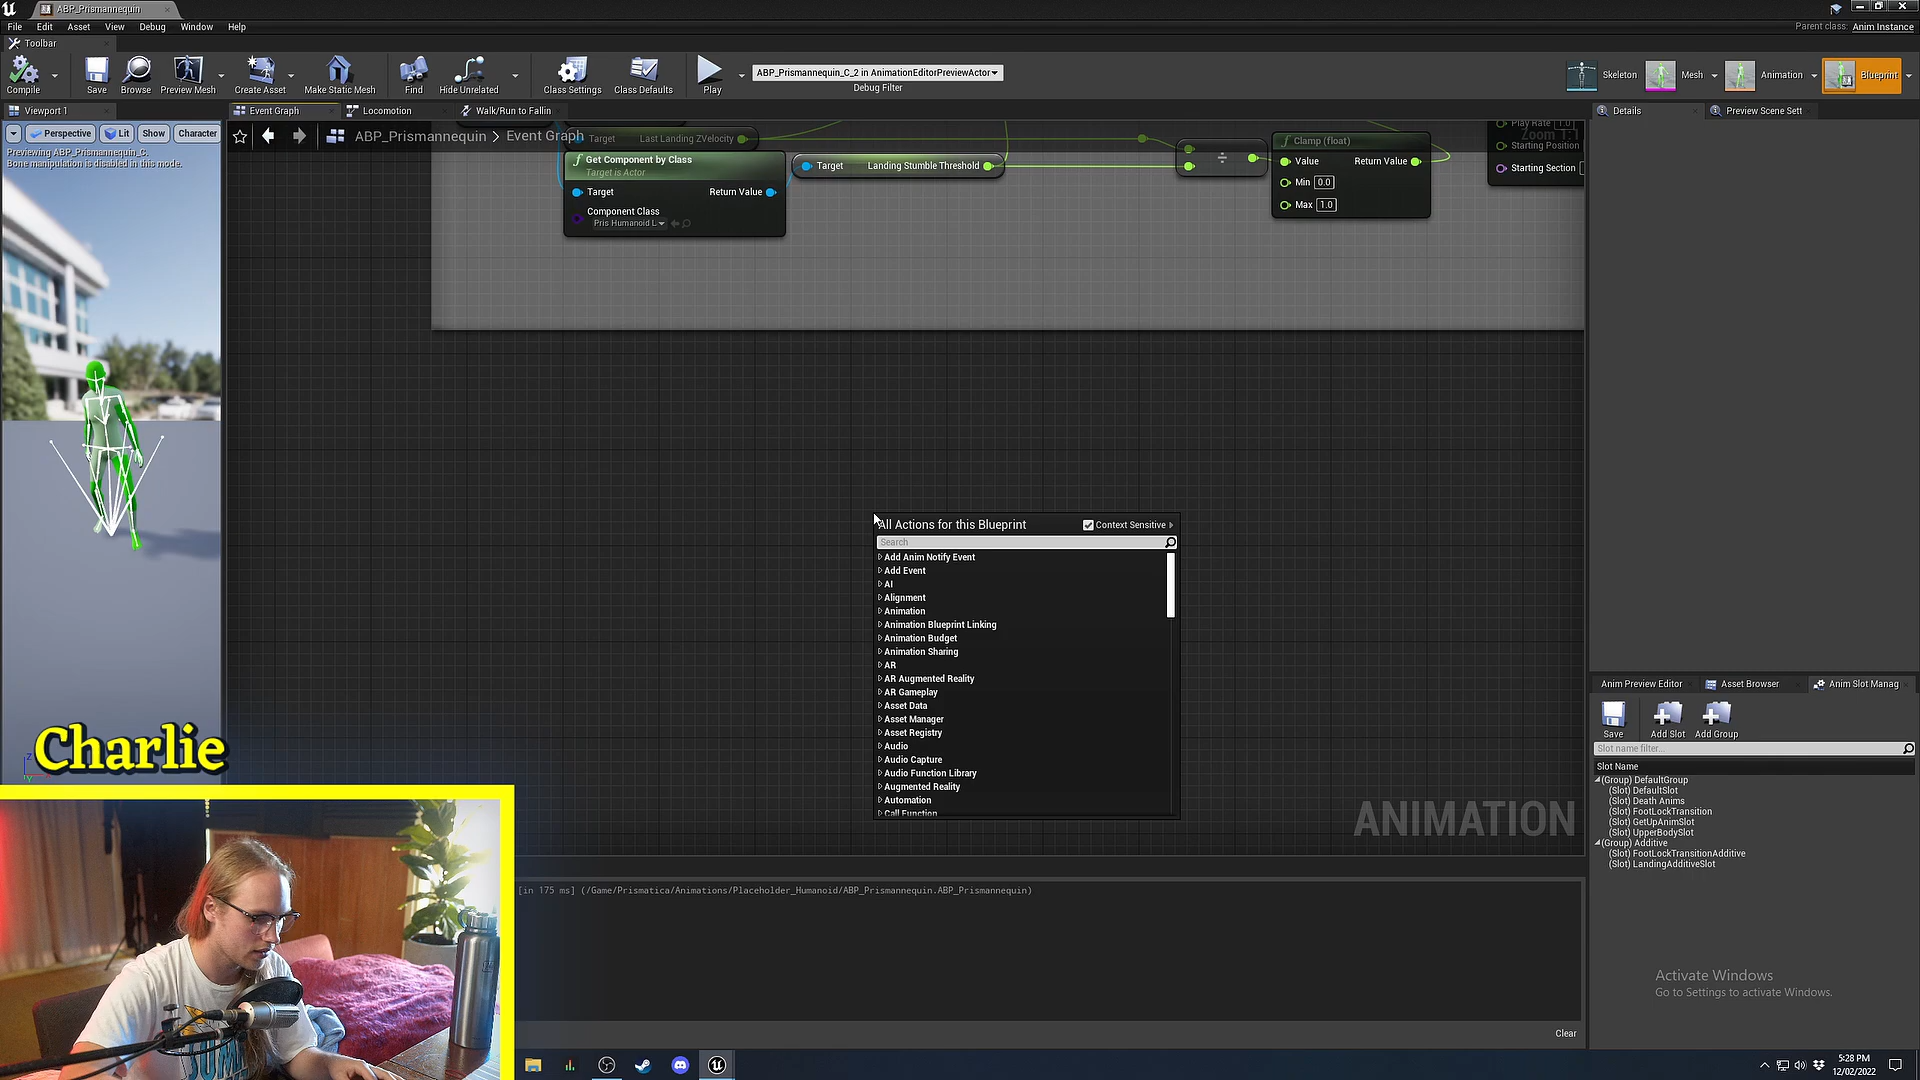 ABP_Prismannequin
File Edit Asset View Debug Window Help
Parent class: Anim Instance
Toolbar
Compile
Save
Browse
Preview Mesh
Create Asset
Make Static Mesh
Find
Hide Unrelated
Class Settings
Class Defaults
Play
ABP_Prismannequin_C_2 in AnimationEditorPreviewActor
Debug Filter
Skeleton
Mesh
Animation
Blueprint
Viewport 1
Event Graph
Locomotion
Walk/Run to Fallin
Details
Preview Scene Sett
Perspective
Lit
Show
Character
Previewing ABP_Prismannequin_C.
Bone manipulation is disabled in this mode.
ABP_Prismannequin > Event Graph
Zoom 1:1
Target
Last Landing ZVelocity
Get Component by Class
Target is Actor
Target
Return Value
Component Class
Pris Humanoid L
Target
Landing Stumble Threshold
÷
Clamp (float)
Value
Return Value
Min 0.0
Max 1.0
Play Rate 1.0
Starting Position
Starting Section
All Actions for this Blueprint
Context Sensitive
Search
Add Anim Notify Event
Add Event
AI
Alignment
Animation
Animation Blueprint Linking
Animation Budget
Animation Sharing
AR
AR Augmented Reality
AR Gameplay
Asset Data
Asset Manager
Asset Registry
Audio
Audio Capture
Audio Function Library
Augmented Reality
Automation
Call Function
ANIMATION
[in 175 ms] (/Game/Prismatica/Animations/Placeholder_Humanoid/ABP_Prismannequin.ABP_Prismannequin)
Clear
Anim Preview Editor
Asset Browser
Anim Slot Manag
Save
Add Slot
Add Group
Slot name filter...
Slot Name
(Group) DefaultGroup
(Slot) DefaultSlot
(Slot) Death Anims
(Slot) FootLockTransition
(Slot) GetUpAnimSlot
(Slot) UpperBodySlot
(Group) Additive
(Slot) FootLockTransitionAdditive
(Slot) LandingAdditiveSlot
Activate Windows
Go to Settings to activate Windows.
Charlie
5:28 PM
12/02/2022